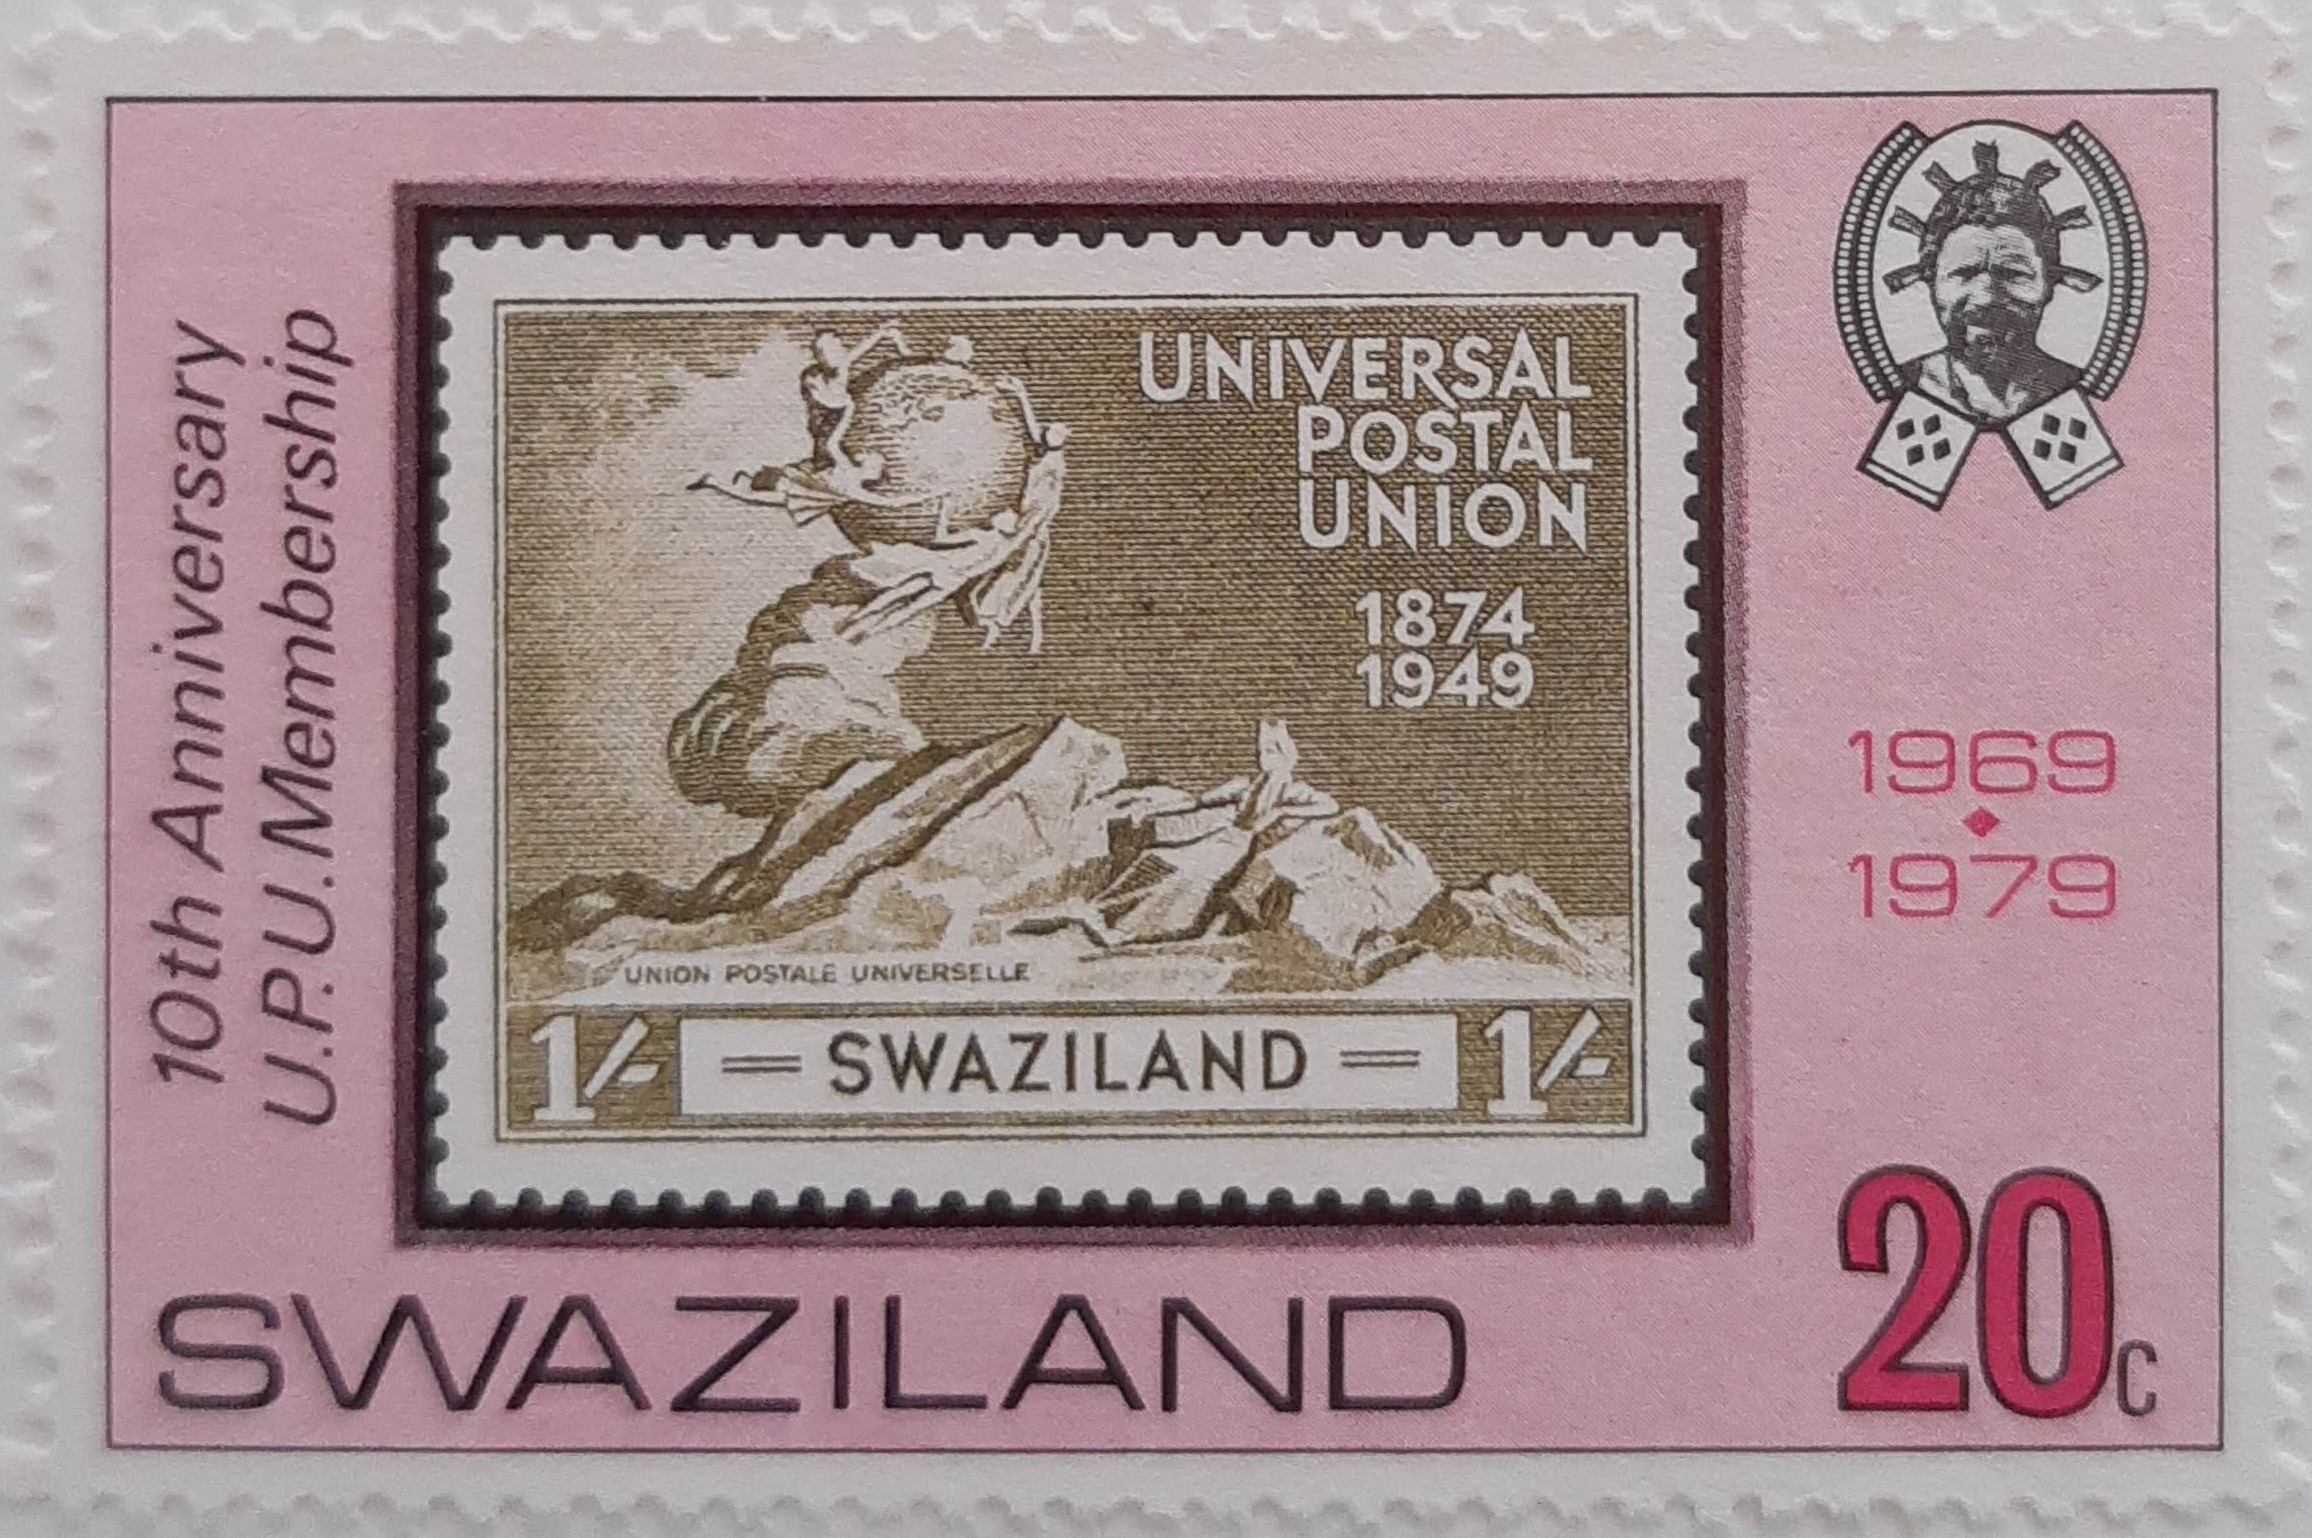 10th Anniversary
U.P.U. Membership
UNIVERSAL
POSTAL
UNION
1874
1949
UNION POSTALE UNIVERSELLE
1/- = SWAZILAND = 1/-
1969
1979
SWAZILAND
20c